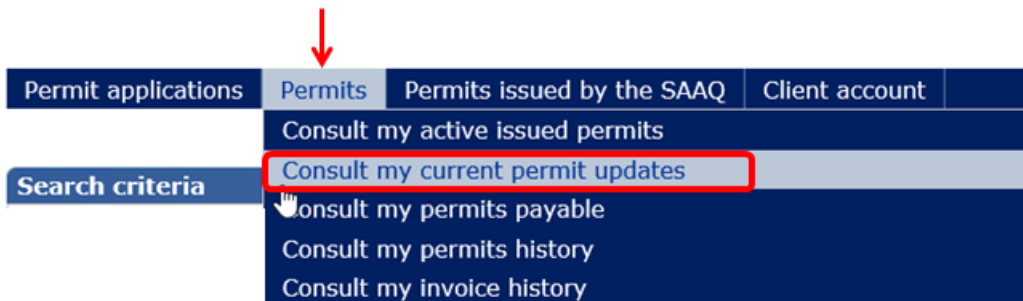 Permit applications Permits Permits issued by the SAAQ Client account
Consult my active issued permits
Consult my current permit updates
Search criteria
Consult my permits payable
Consult my permits history
Consult my invoice history